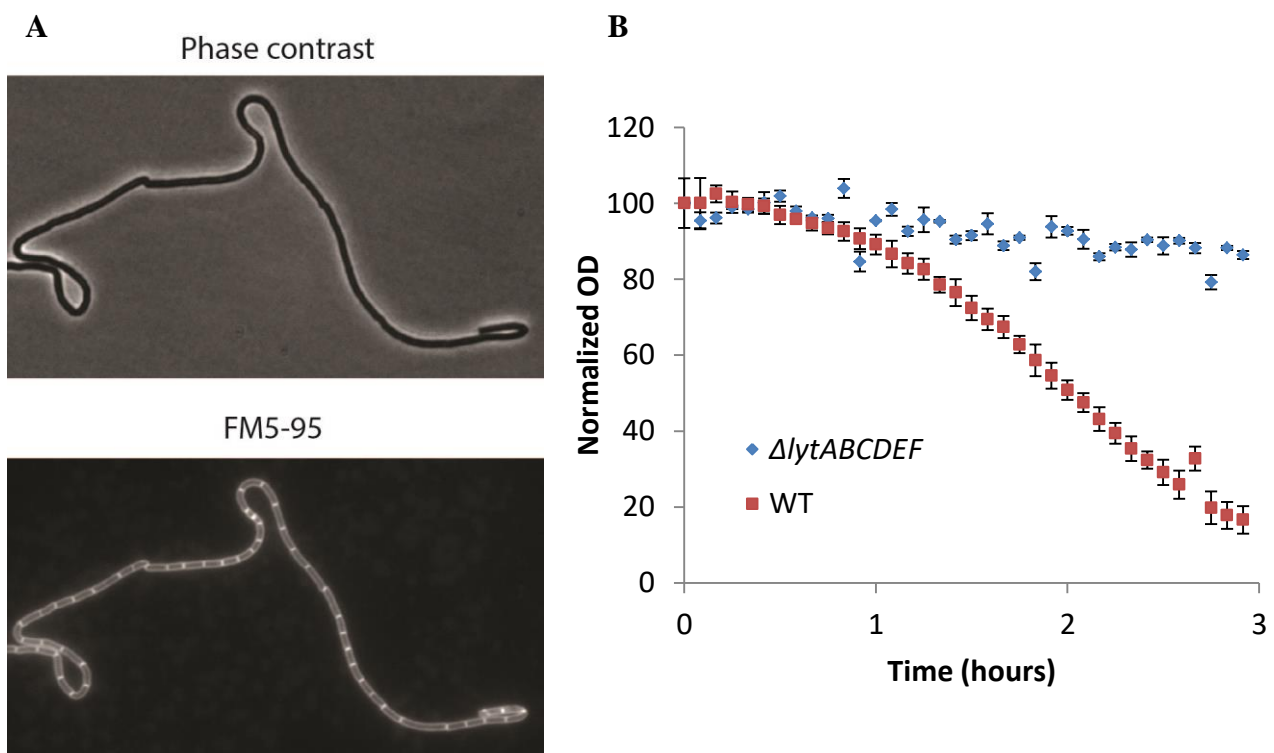 A
Phase contrast
FM5-95
B
120
100
80
60
40
20
0
Normalized OD
ΔlytABCDEF
WT
0 1 2 3
Time (hours)